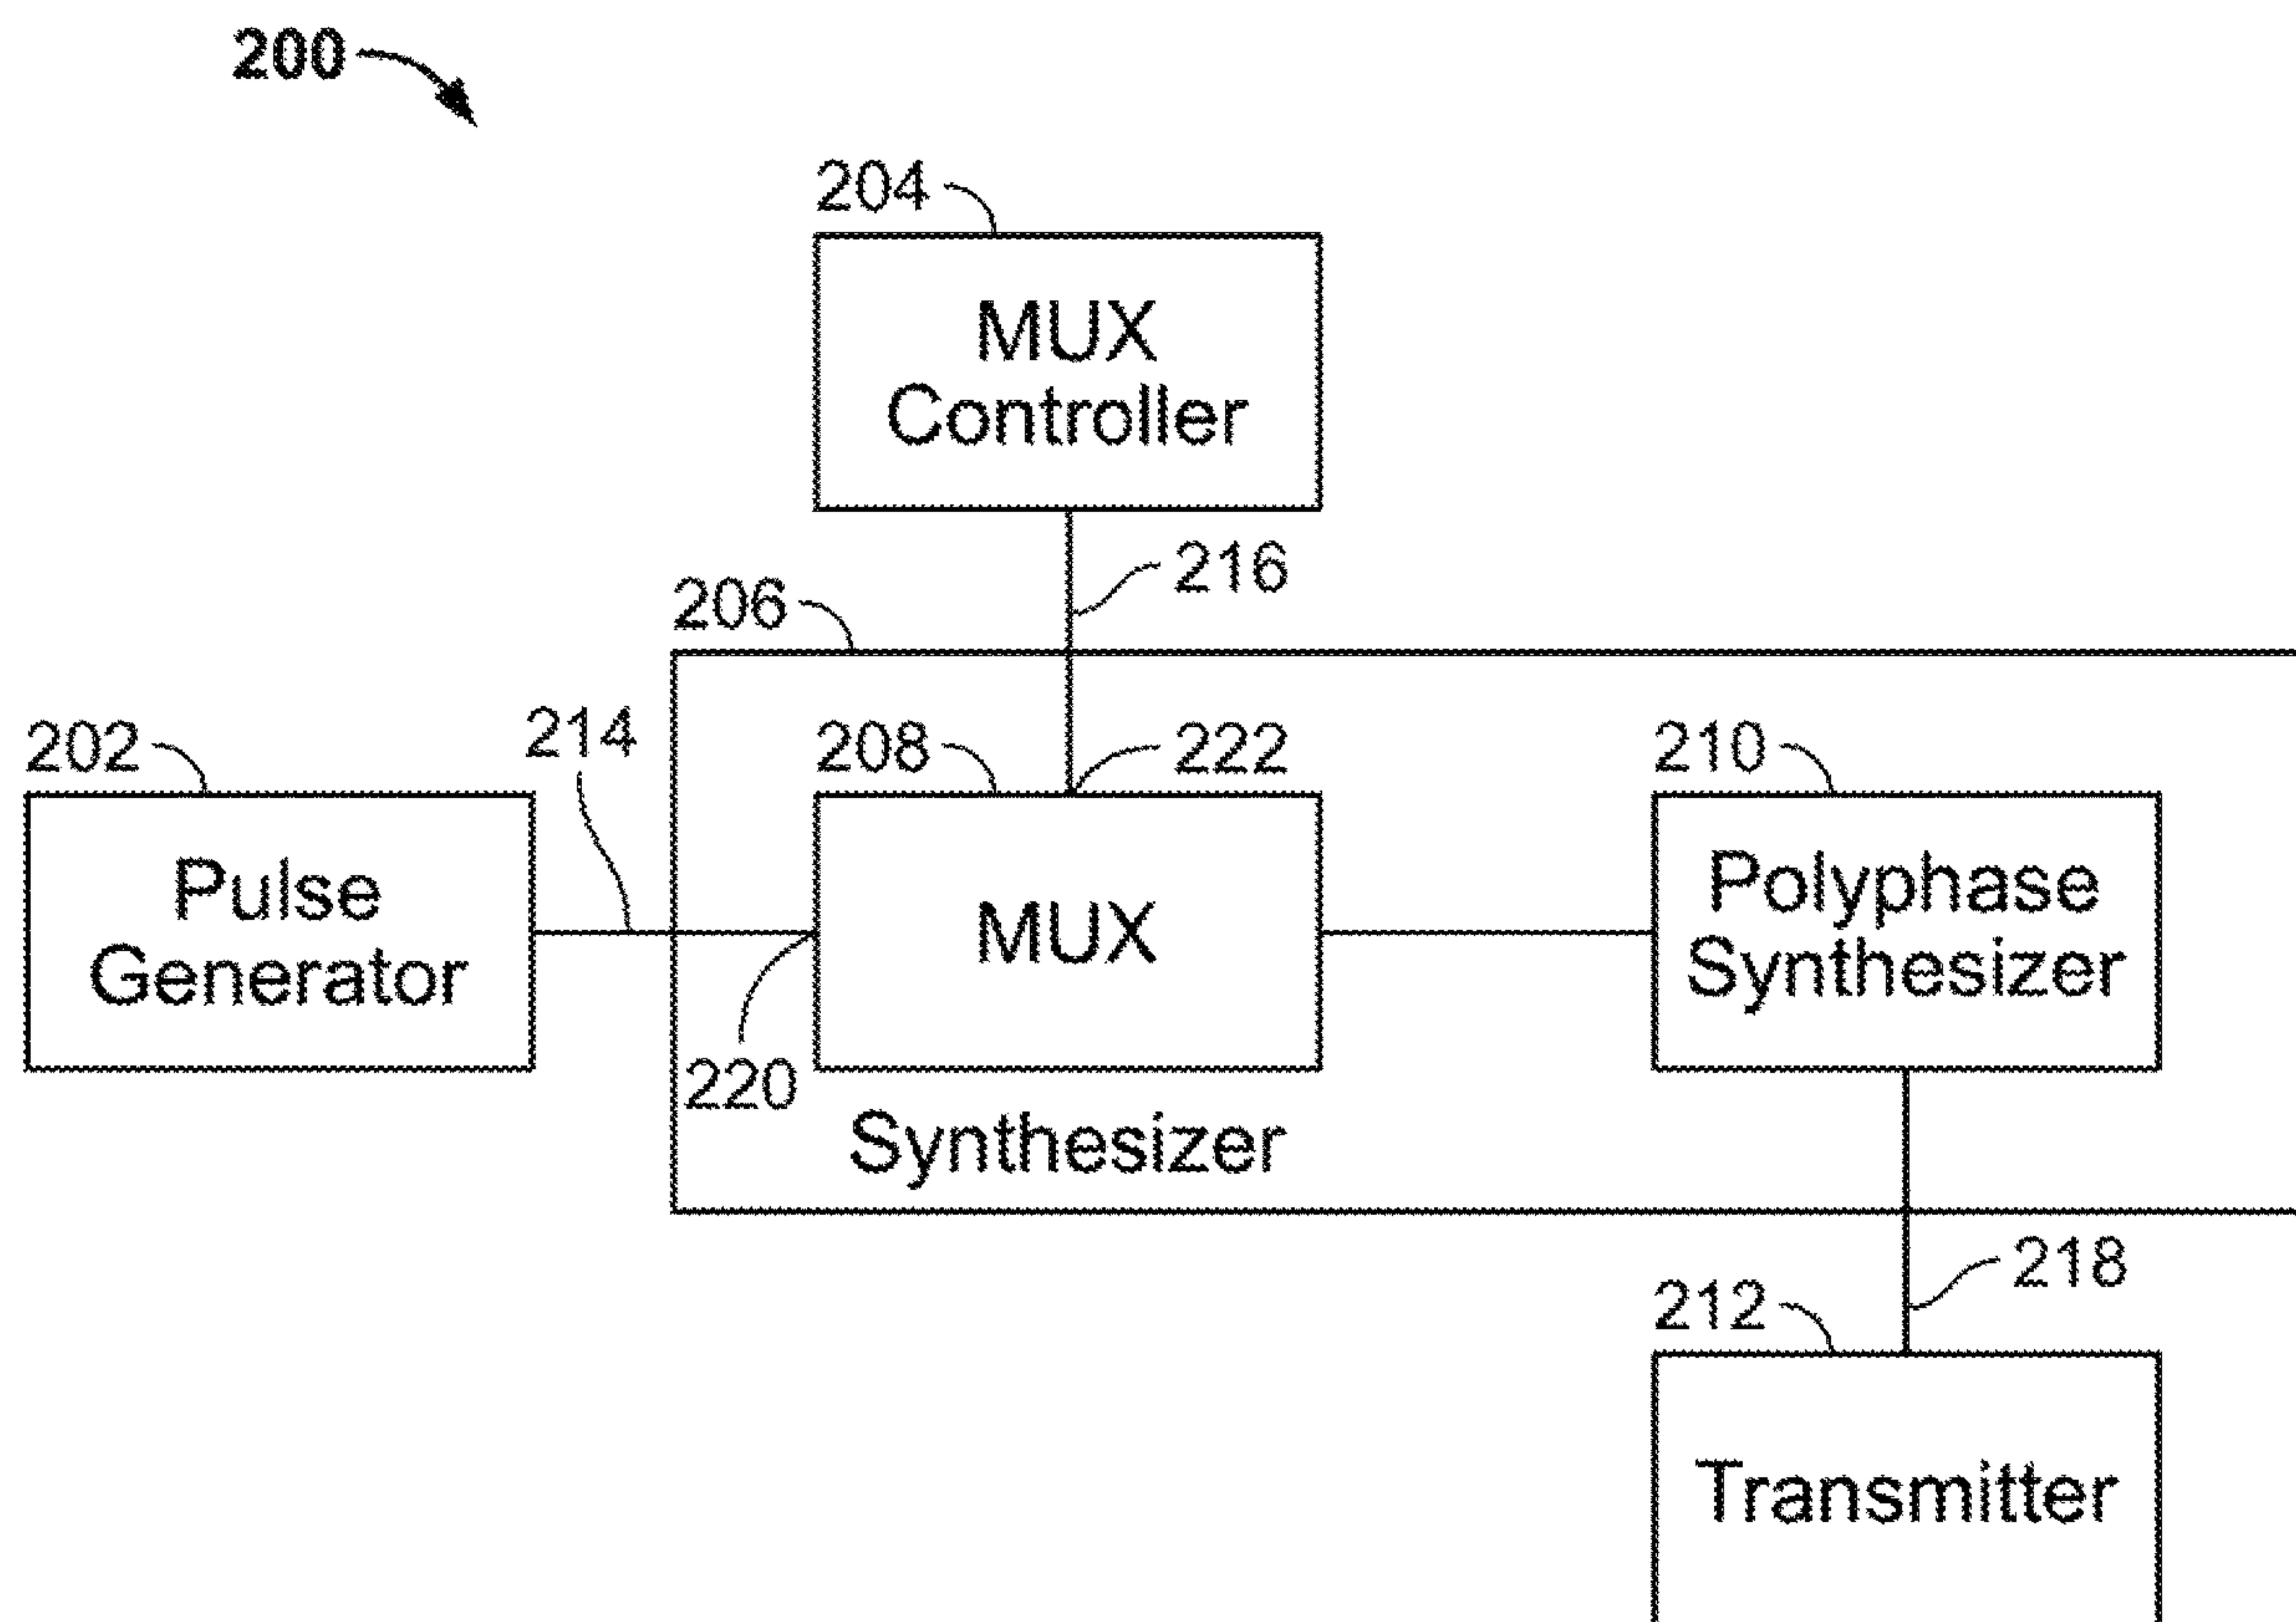 200
204
MUX
Controller
216
206
202
214
208
222
210
Pulse
Generator
MUX
Polyphase
Synthesizer
220
Synthesizer
218
212
Transmitter